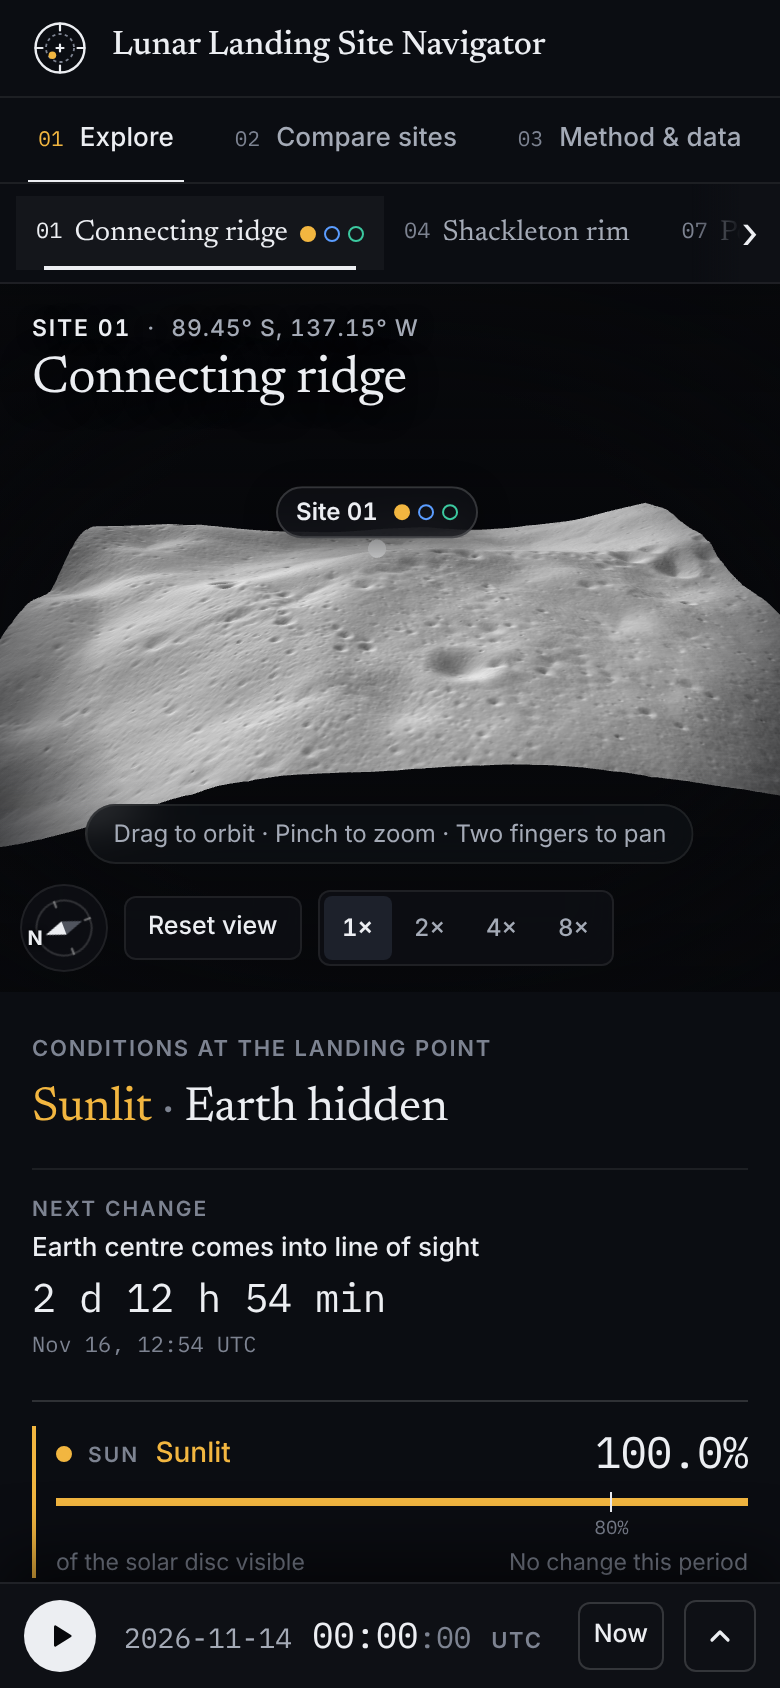 Lunar Landing Site Navigator
01 Explore 02 Compare sites 03 Method & data
01 Connecting ridge 04 Shackleton rim 07
SITE 01 · 89.45° S, 137.15° W
Connecting ridge
Site 01
Drag to orbit · Pinch to zoom · Two fingers to pan
N Reset view 1× 2× 4× 8×
CONDITIONS AT THE LANDING POINT
Sunlit · Earth hidden
NEXT CHANGE
Earth centre comes into line of sight
2 d 12 h 54 min
Nov 16, 12:54 UTC
SUN Sunlit 100.0%
80%
of the solar disc visible No change this period
2026-11-14 00:00:00 UTC Now